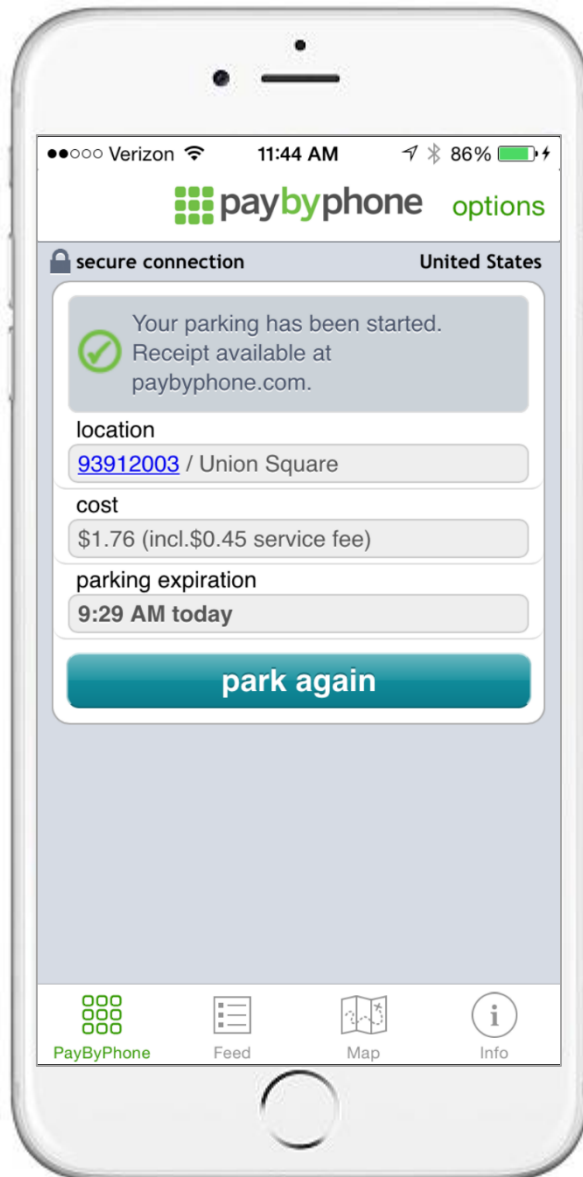 Verizon 11:44 AM 86%
paybyphone options
secure connection United States
Your parking has been started.
Receipt available at
paybyphone.com.
location
93912003 / Union Square
cost
$1.76 (incl.$0.45 service fee)
parking expiration
9:29 AM today
park again
PayByPhone Feed Map Info